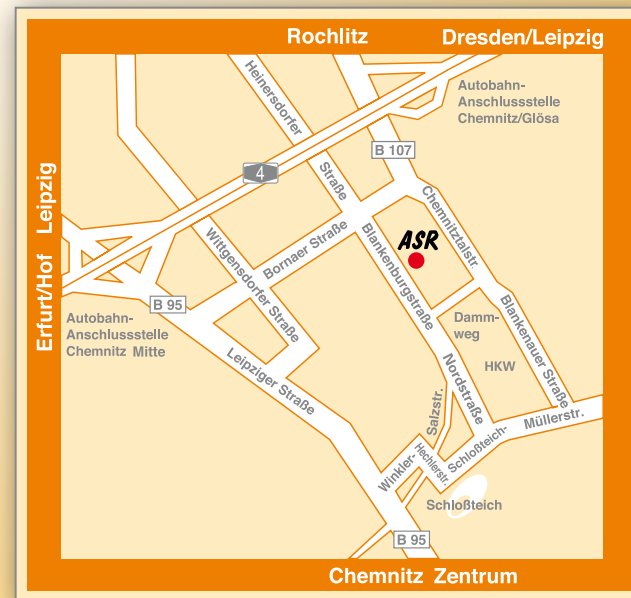 Rochlitz
Dresden/Leipzig
Erfurt/Hof Leipzig
Chemnitz Zentrum
Autobahn-
Anschlussstelle
Chemnitz/Glösa
Heinersdorfer
Straße
B 107
4
Chemnitztalstr.
ASR
Wittgensdorfer Straße
Bornaer Straße
Blankenburgstraße
B 95
Autobahn-
Anschlussstelle
Chemnitz Mitte
Leipziger Straße
Damm-
weg
Blankenauer Straße
HKW
Nordstraße
Salzstr.
Müllerstr.
Schloßteich-
Winkler-
Hechlerstr.
Schloßteich
B 95